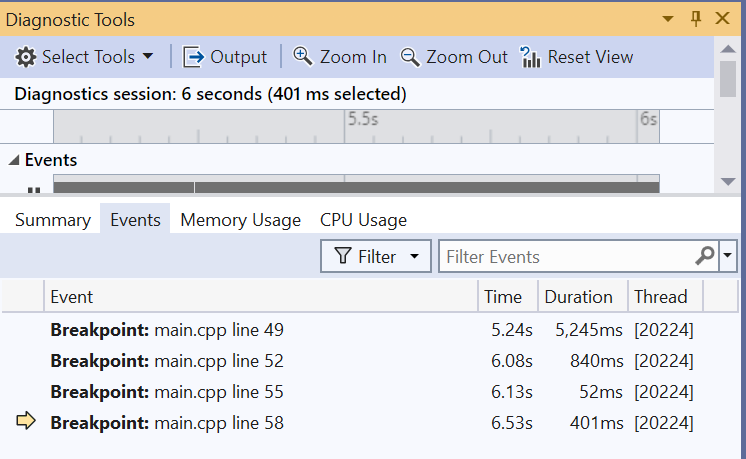 Diagnostic Tools
Select Tools Output Zoom In Zoom Out Reset View
Diagnostics session: 6 seconds (401 ms selected)
5.5s 6s
Events
Summary Events Memory Usage CPU Usage
Filter Filter Events
Event Time Duration Thread
Breakpoint: main.cpp line 49 5.24s 5,245ms [20224]
Breakpoint: main.cpp line 52 6.08s 840ms [20224]
Breakpoint: main.cpp line 55 6.13s 52ms [20224]
Breakpoint: main.cpp line 58 6.53s 401ms [20224]